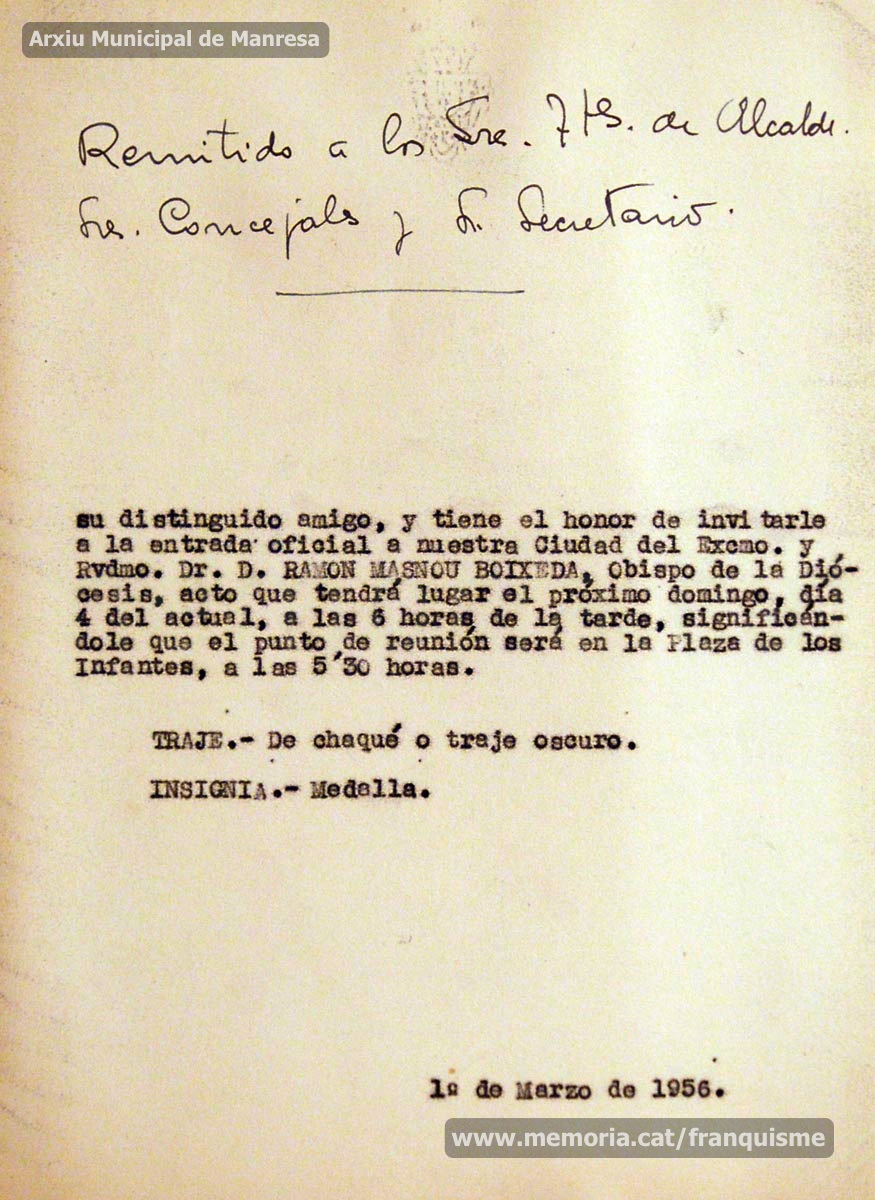 Arxiu Municipal de Manresa
Remitido a los Sre. Ttes. de Alcalde.
Sres. Concejales y Sr. Secretario.
su distinguido amigo, y tiene el honor de invitarle
a la entrada oficial a nuestra Ciudad del Excmo. y
Rvdmo. Dr. D. RAMON MASNOU BOIXEDA, Obispo de la Dió-
cesis, acto que tendrá lugar el próximo domingo, día
4 del actual, a las 6 horas de la tarde, significán-
dole que el punto de reunión será en la Plaza de los
Infantes, a las 5'30 horas.
TRAJE.- De chaqué o traje oscuro.
INSIGNIA.- Medalla.
1º de Marzo de 1956.
www.memoria.cat/franquisme